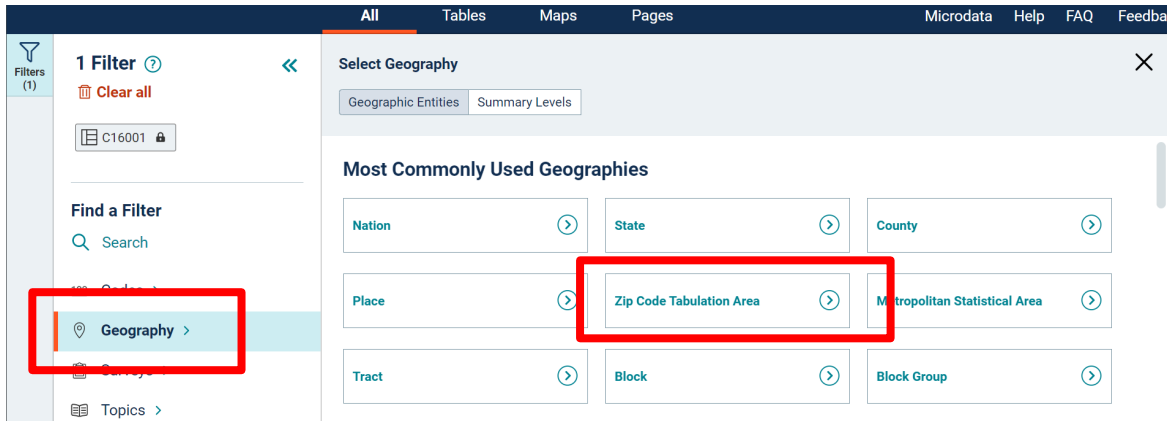 All Tables Maps Pages Microdata Help FAQ Feedba
Filters
(1)
1 Filter
Clear all
C16001
Find a Filter
Search
Geography
Topics
Select Geography
Geographic Entities Summary Levels
Most Commonly Used Geographies
Nation State County
Place Zip Code Tabulation Area Metropolitan Statistical Area
Tract Block Block Group